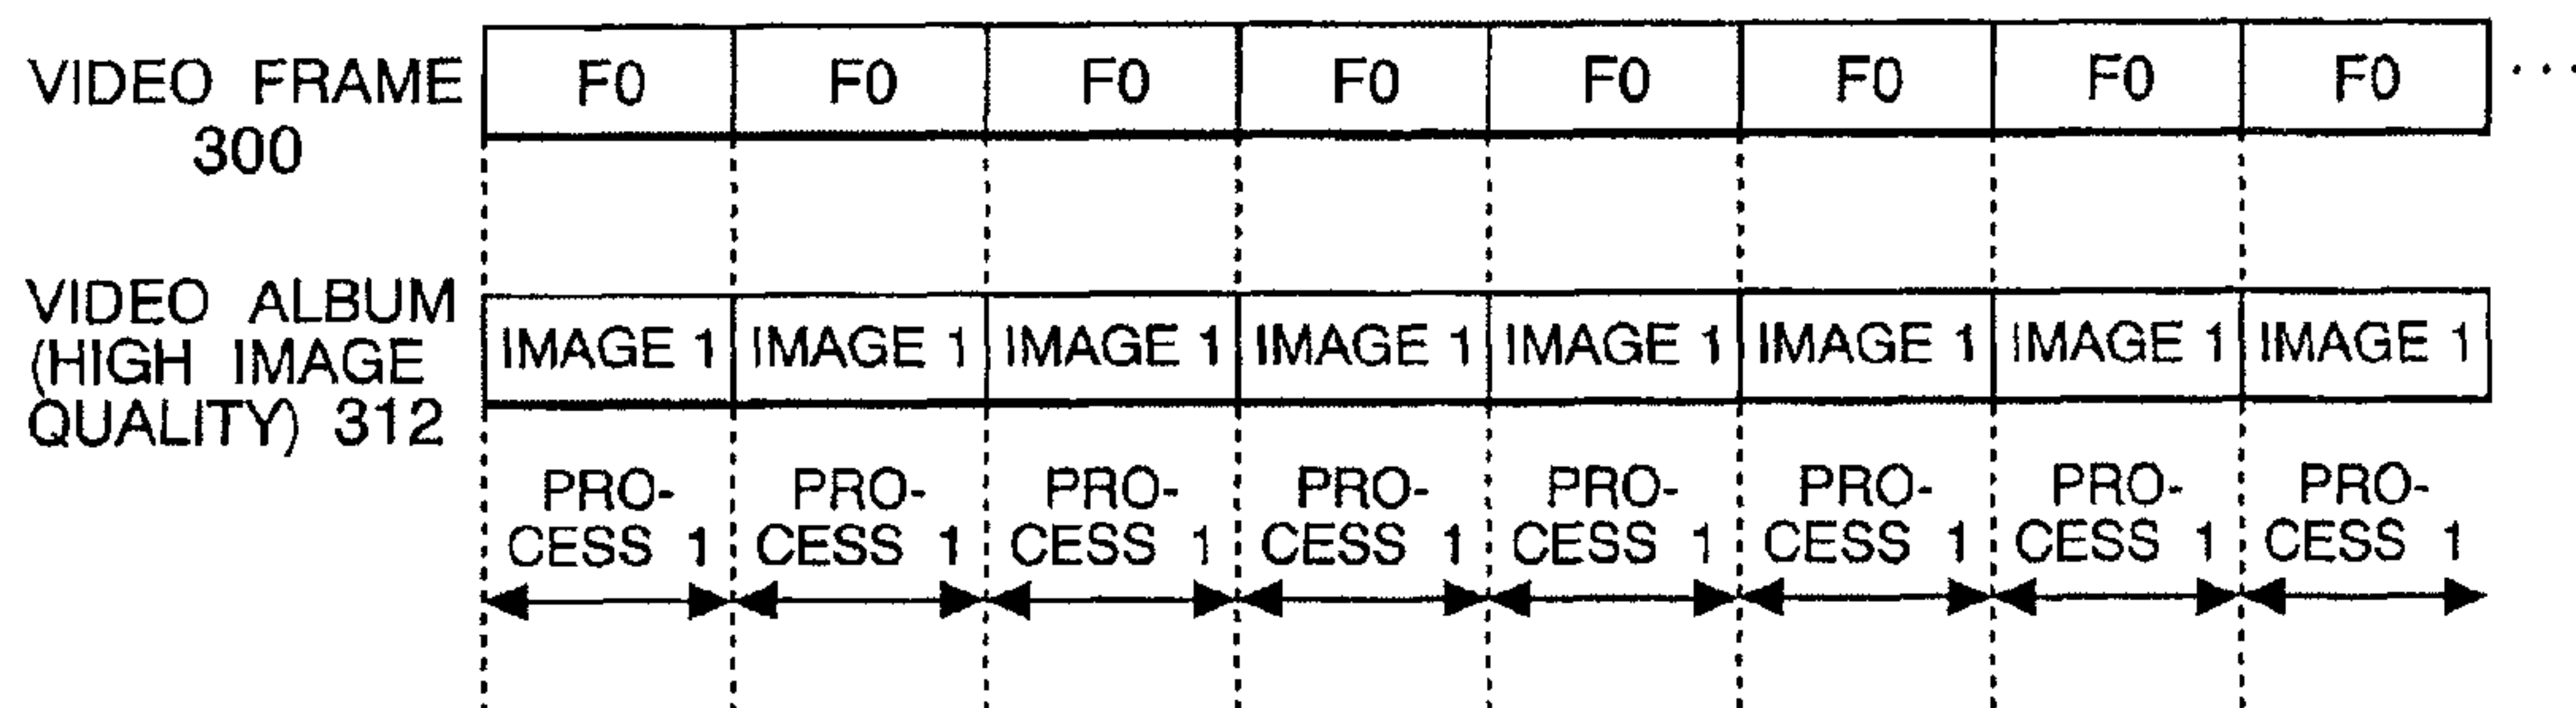 VIDEO FRAME
300
F0 F0 F0 F0 F0 F0 F0 F0 ...
VIDEO ALBUM
(HIGH IMAGE
QUALITY) 312
IMAGE 1 IMAGE 1 IMAGE 1 IMAGE 1 IMAGE 1 IMAGE 1 IMAGE 1 IMAGE 1
PRO- PRO- PRO- PRO- PRO- PRO- PRO- PRO-
CESS 1 CESS 1 CESS 1 CESS 1 CESS 1 CESS 1 CESS 1 CESS 1